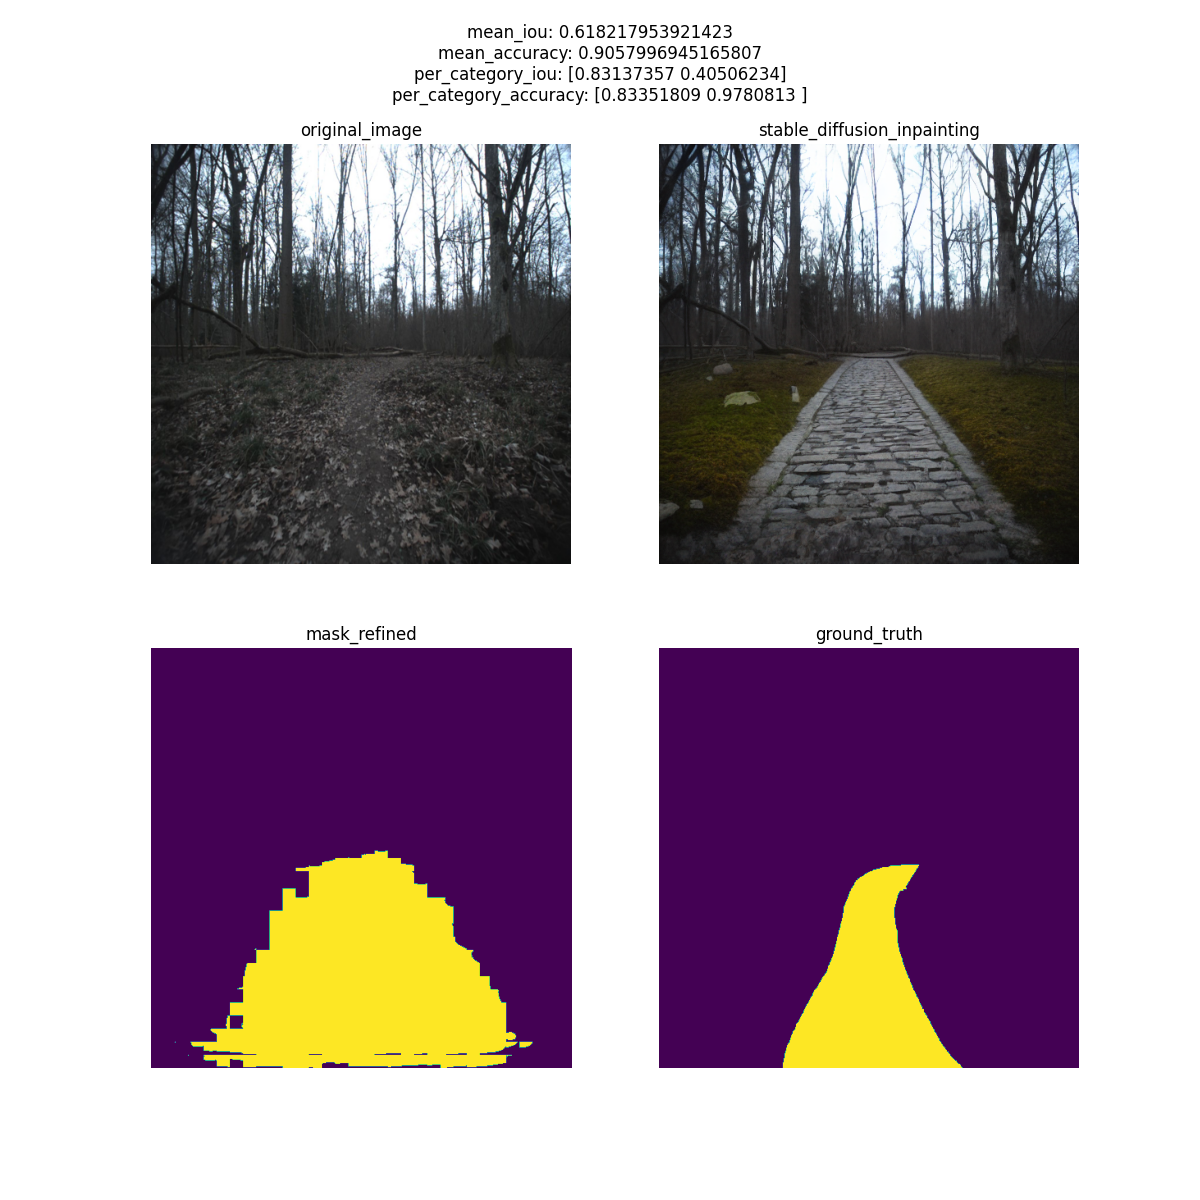 mean_iou: 0.618217953921423
mean_accuracy: 0.9057996945165807
per_category_iou: [0.83137357 0.40506234]
per_category_accuracy: [0.83351809 0.9780813 ]
original_image
stable_diffusion_inpainting
mask_refined
ground_truth